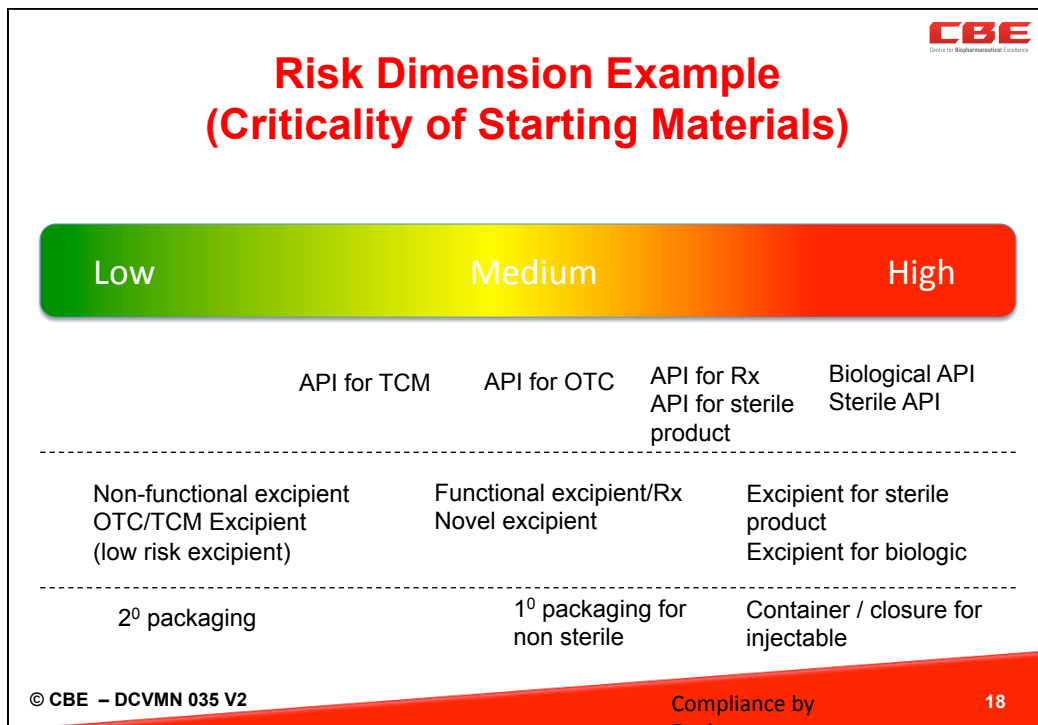 CBE
Centre for Biopharmaceutical Excellence
Risk Dimension Example
(Criticality of Starting Materials)
Low Medium High
API for TCM
API for OTC
API for Rx
API for sterile
product
Biological API
Sterile API
Non-functional excipient
OTC/TCM Excipient
(low risk excipient)
Functional excipient/Rx
Novel excipient
Excipient for sterile
product
Excipient for biologic
2⁰ packaging
1⁰ packaging for
non sterile
Container / closure for
injectable
© CBE – DCVMN 035 V2
Compliance by
18